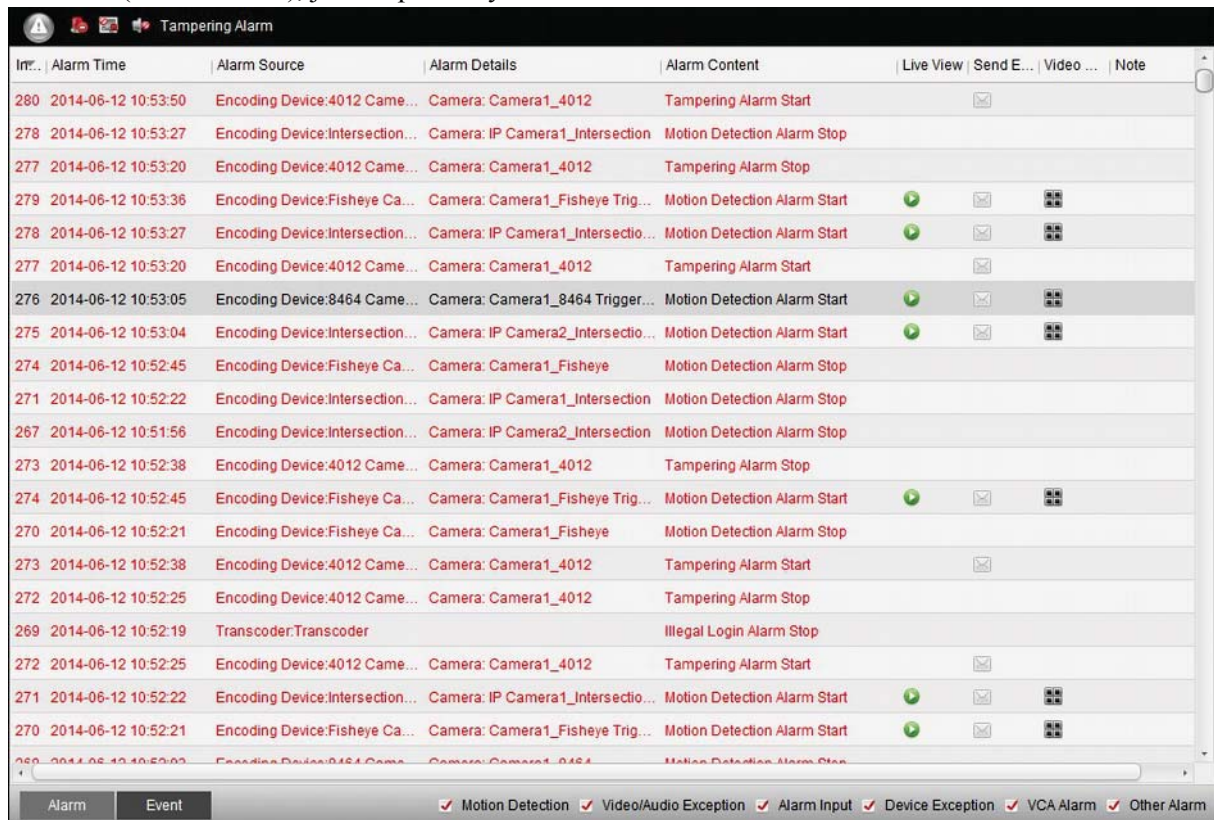 Tampering Alarm
In... Alarm Time Alarm Source Alarm Details Alarm Content Live View Send E... Video ... Note
280 2014-06-12 10:53:50 Encoding Device:4012 Came... Camera: Camera1_4012 Tampering Alarm Start
278 2014-06-12 10:53:27 Encoding Device:Intersection... Camera: IP Camera1_Intersection Motion Detection Alarm Stop
277 2014-06-12 10:53:20 Encoding Device:4012 Came... Camera: Camera1_4012 Tampering Alarm Stop
279 2014-06-12 10:53:36 Encoding Device:Fisheye Ca... Camera: Camera1_Fisheye Trig... Motion Detection Alarm Start
278 2014-06-12 10:53:27 Encoding Device:Intersection... Camera: IP Camera1_Intersectio... Motion Detection Alarm Start
277 2014-06-12 10:53:20 Encoding Device:4012 Came... Camera: Camera1_4012 Tampering Alarm Start
276 2014-06-12 10:53:05 Encoding Device:8464 Came... Camera: Camera1_8464 Trigger... Motion Detection Alarm Start
275 2014-06-12 10:53:04 Encoding Device:Intersection... Camera: IP Camera2_Intersectio... Motion Detection Alarm Start
274 2014-06-12 10:52:45 Encoding Device:Fisheye Ca... Camera: Camera1_Fisheye Motion Detection Alarm Stop
271 2014-06-12 10:52:22 Encoding Device:Intersection... Camera: IP Camera1_Intersection Motion Detection Alarm Stop
267 2014-06-12 10:51:56 Encoding Device:Intersection... Camera: IP Camera2_Intersection Motion Detection Alarm Stop
273 2014-06-12 10:52:38 Encoding Device:4012 Came... Camera: Camera1_4012 Tampering Alarm Stop
274 2014-06-12 10:52:45 Encoding Device:Fisheye Ca... Camera: Camera1_Fisheye Trig... Motion Detection Alarm Start
270 2014-06-12 10:52:21 Encoding Device:Fisheye Ca... Camera: Camera1_Fisheye Motion Detection Alarm Stop
273 2014-06-12 10:52:38 Encoding Device:4012 Came... Camera: Camera1_4012 Tampering Alarm Start
272 2014-06-12 10:52:25 Encoding Device:4012 Came... Camera: Camera1_4012 Tampering Alarm Stop
269 2014-06-12 10:52:19 Transcoder:Transcoder Illegal Login Alarm Stop
272 2014-06-12 10:52:25 Encoding Device:4012 Came... Camera: Camera1_4012 Tampering Alarm Start
271 2014-06-12 10:52:22 Encoding Device:Intersection... Camera: IP Camera1_Intersectio... Motion Detection Alarm Start
270 2014-06-12 10:52:21 Encoding Device:Fisheye Ca... Camera: Camera1_Fisheye Trig... Motion Detection Alarm Start
Alarm Event Motion Detection Video/Audio Exception Alarm Input Device Exception VCA Alarm Other Alarm